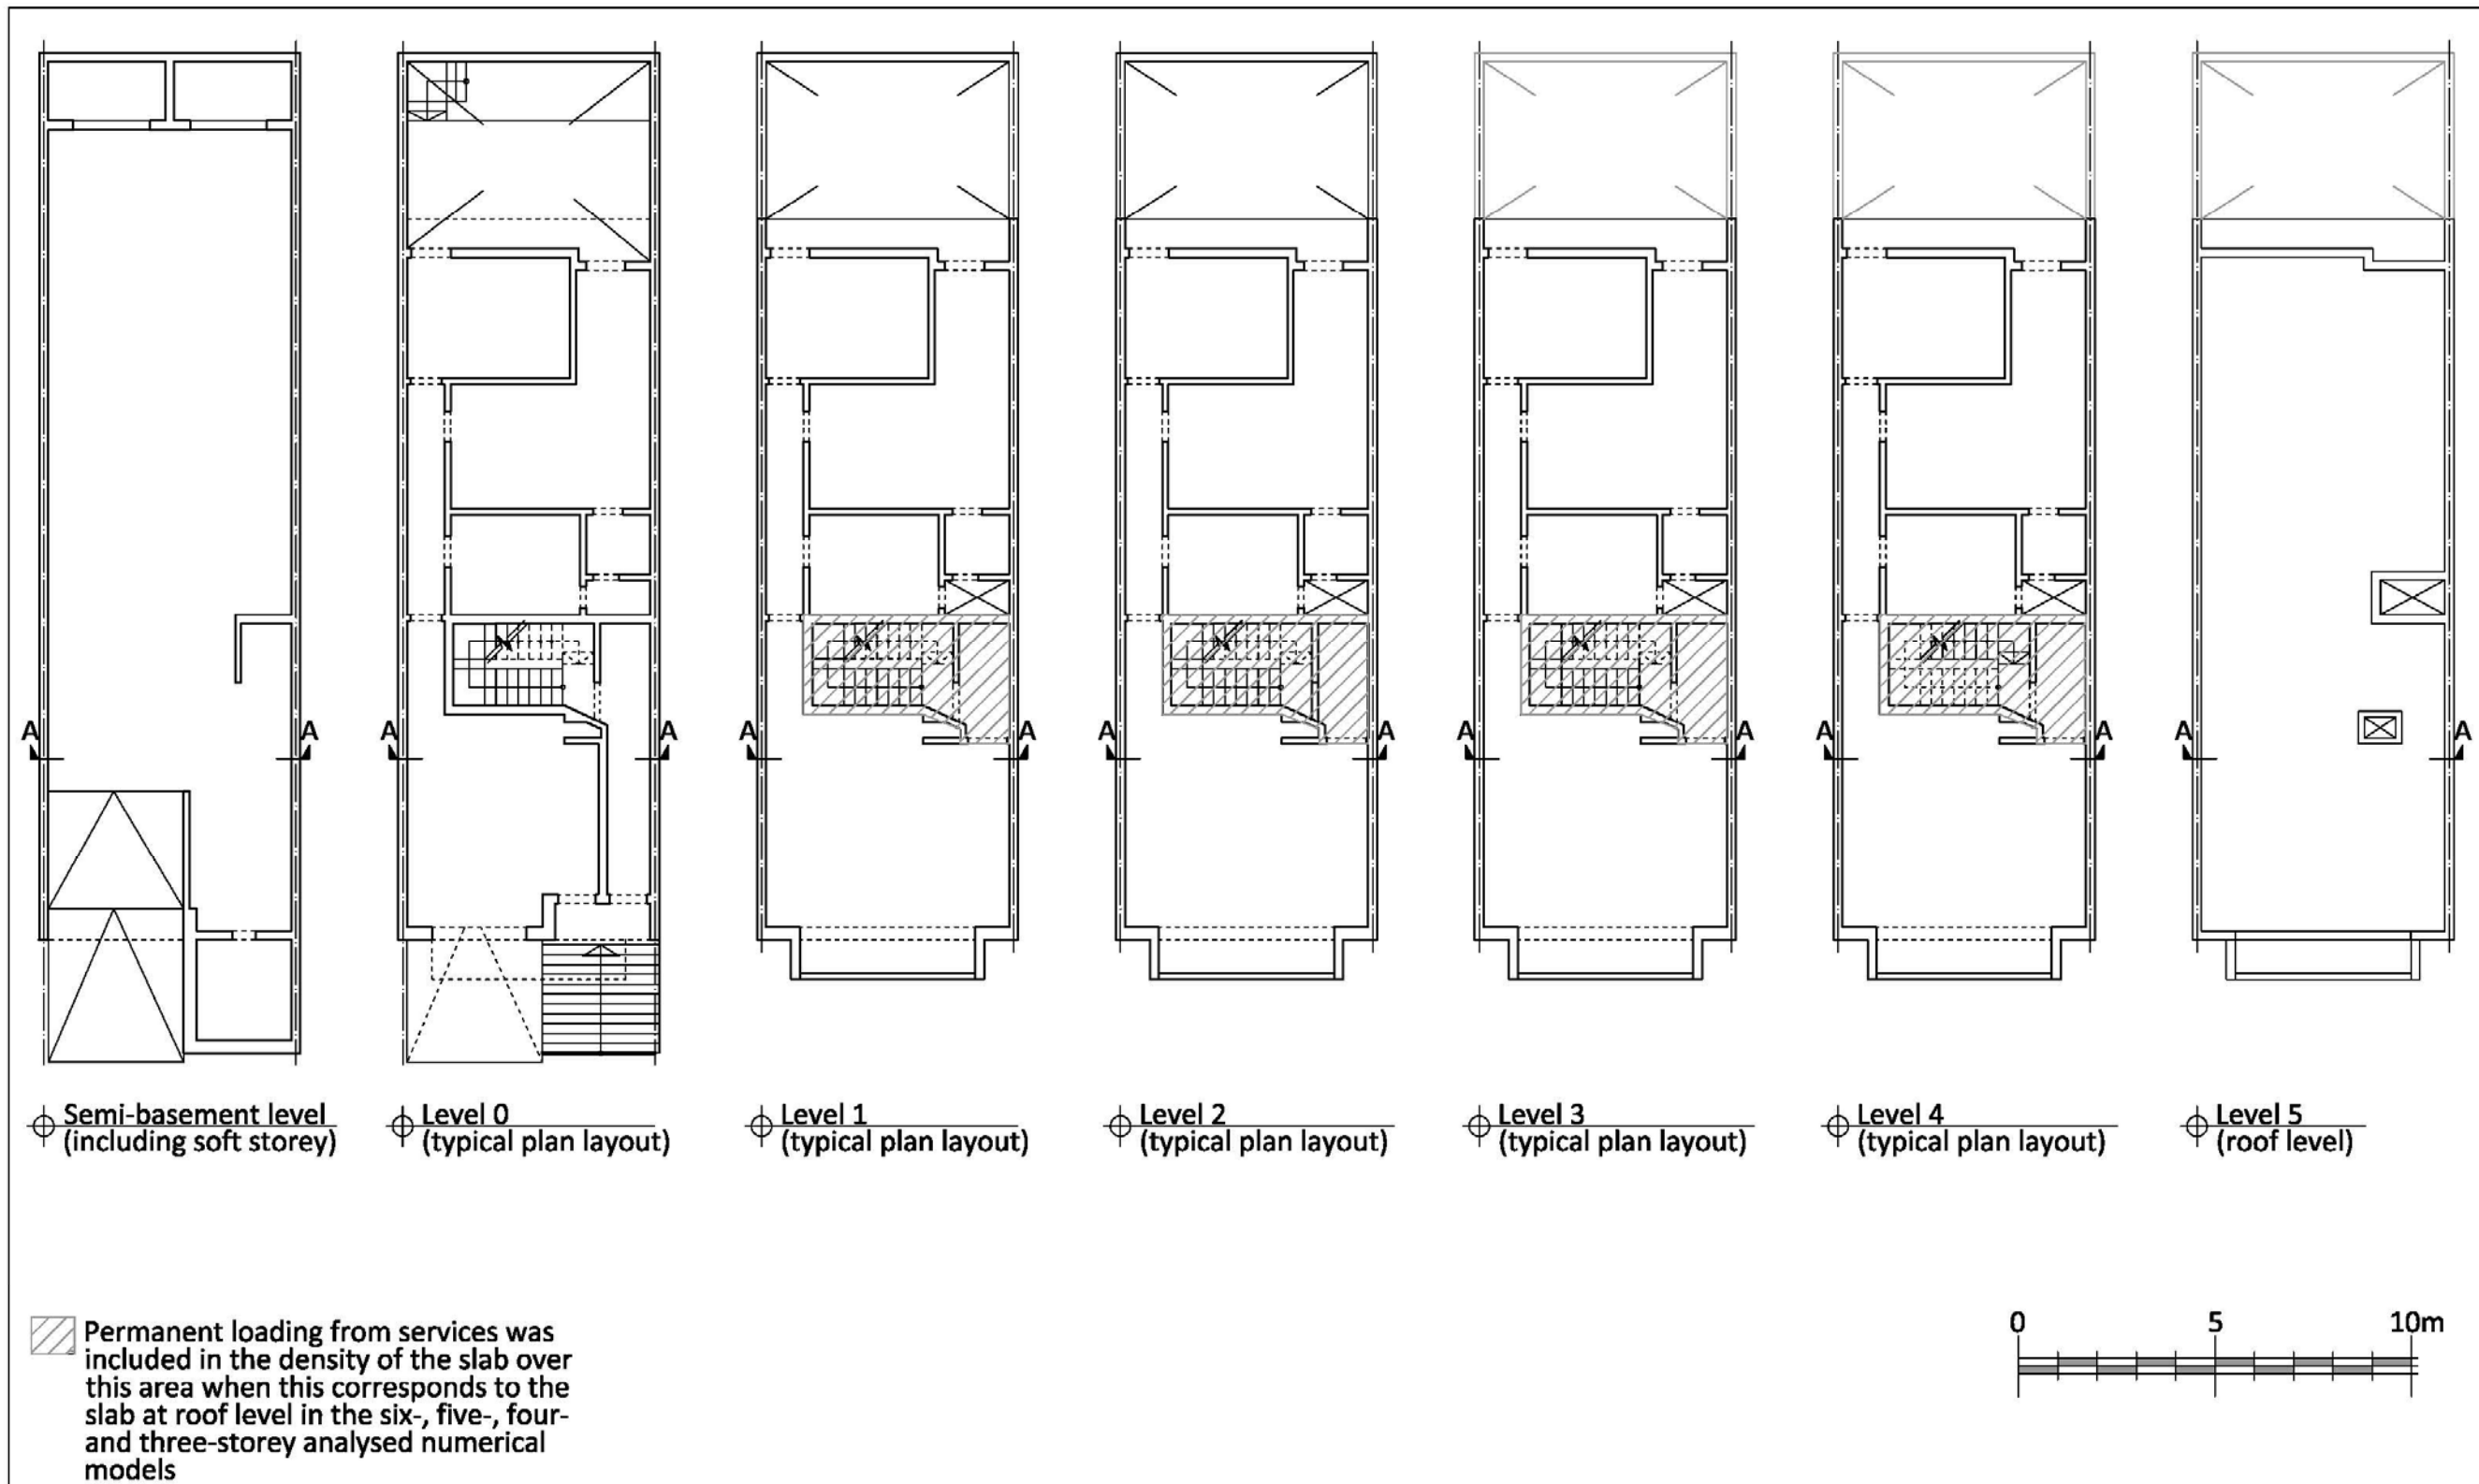 A A A A A A A A A A A A A A
Semi-basement level
(including soft storey)
Level 0
(typical plan layout)
Level 1
(typical plan layout)
Level 2
(typical plan layout)
Level 3
(typical plan layout)
Level 4
(typical plan layout)
Level 5
(roof level)
Permanent loading from services was
included in the density of the slab over
this area when this corresponds to the
slab at roof level in the six-, five-, four-
and three-storey analysed numerical
models
0 5 10m